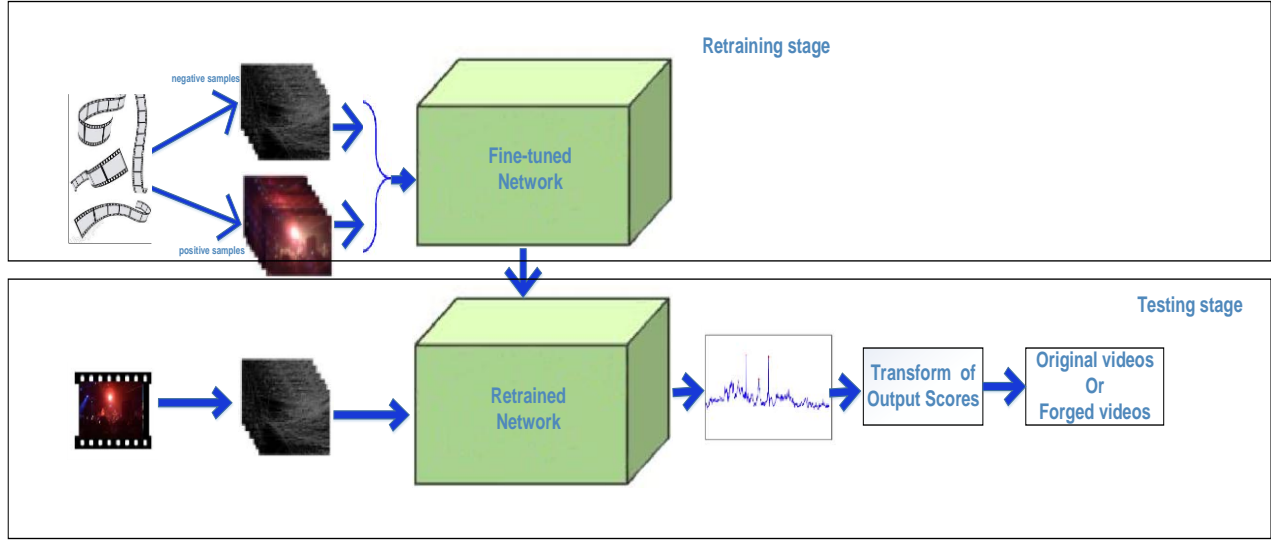 Retraining stage
negative samples
Fine-tuned
Network
positive samples
Testing stage
Retrained
Network
Transform of
Output Scores
Original videos
Or
Forged videos